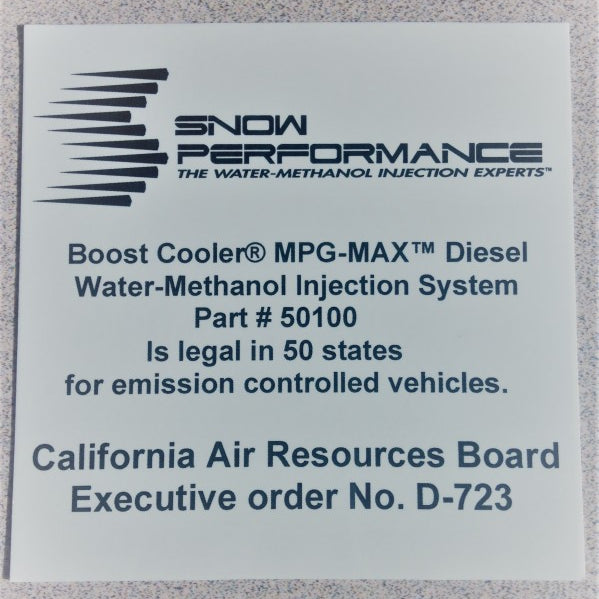 SNOW
PERFORMANCE
THE WATER-METHANOL INJECTION EXPERTS™
Boost Cooler® MPG-MAX™ Diesel
Water-Methanol Injection System
Part # 50100
Is legal in 50 states
for emission controlled vehicles.
California Air Resources Board
Executive order No. D-723